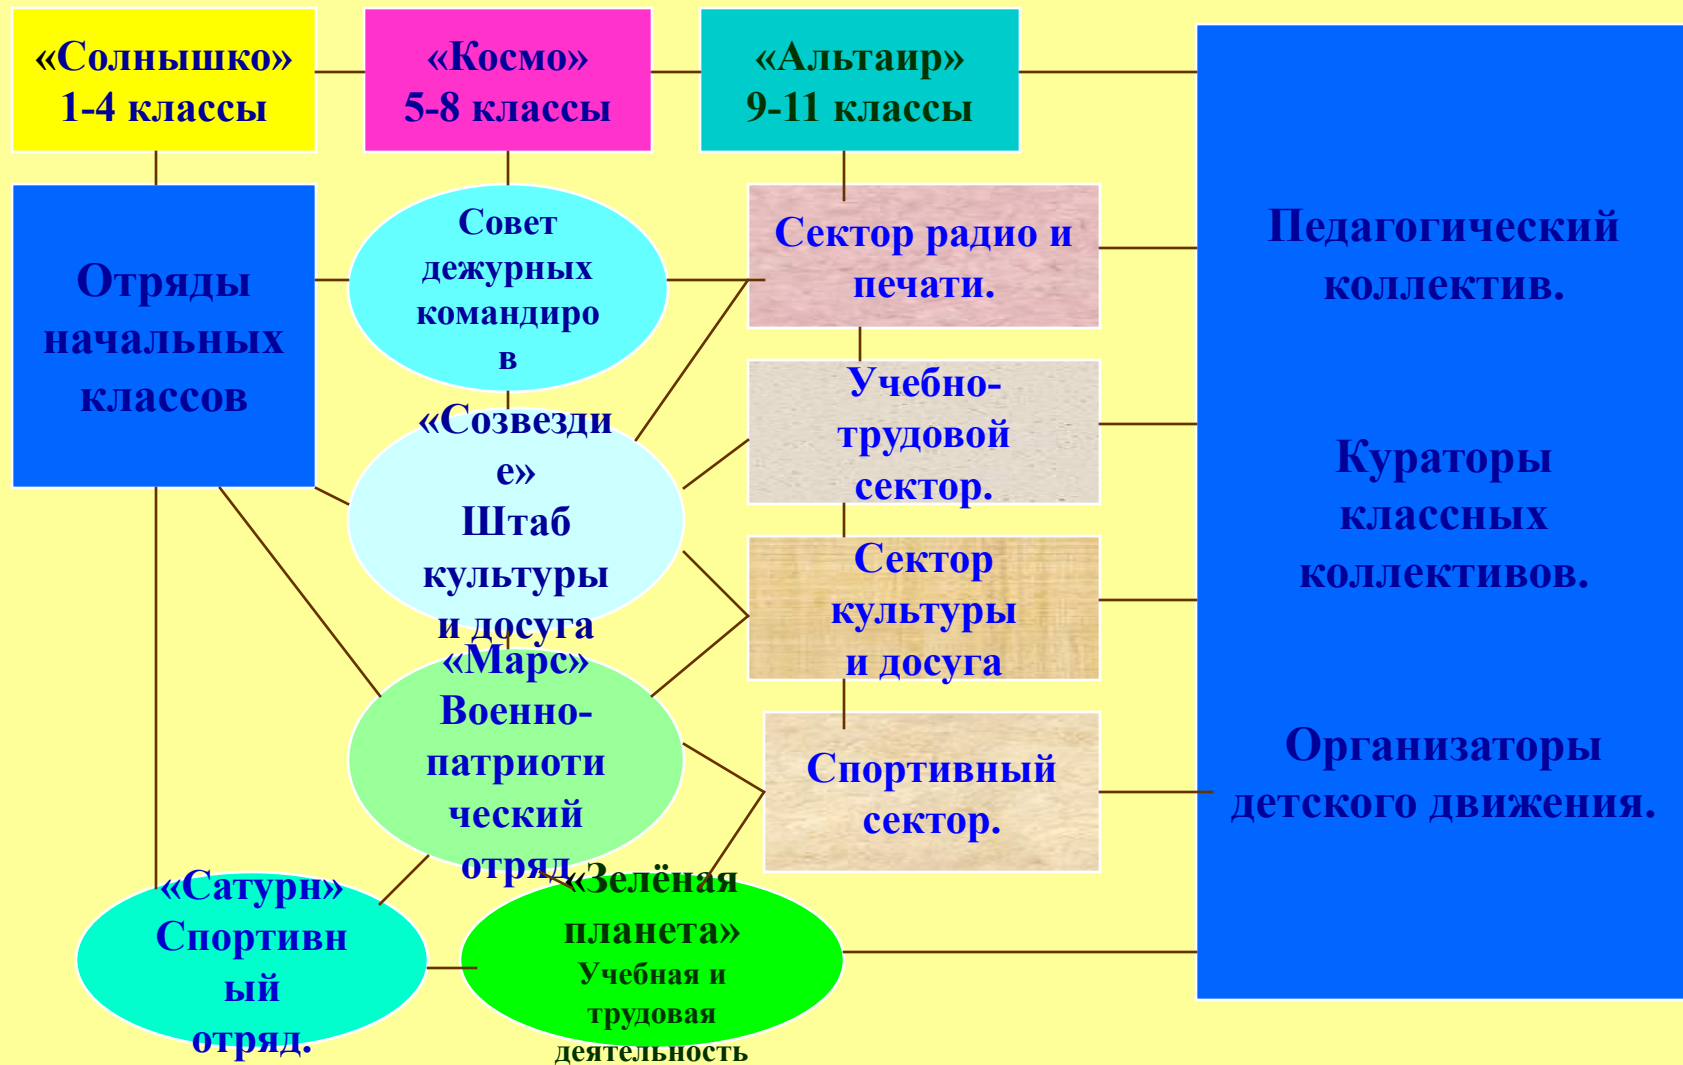 «Солнышко»
1-4 классы
«Космо»
5-8 классы
«Альтаир»
9-11 классы
Отряды
начальных
классов
Совет
дежурных
командиро
в
«Созвезди
е»
Штаб
культуры
и досуга
«Марс»
Военно-
патриоти
ческий
отряд
«Сатурн»
Спортивн
ый
отряд.
«Зелёная
планета»
Учебная и
трудовая
деятельность
Сектор радио и
печати.
Учебно-
трудовой
сектор.
Сектор
культуры
и досуга
Спортивный
сектор.
Педагогический
коллектив.
Кураторы
классных
коллективов.
Организаторы
детского движения.